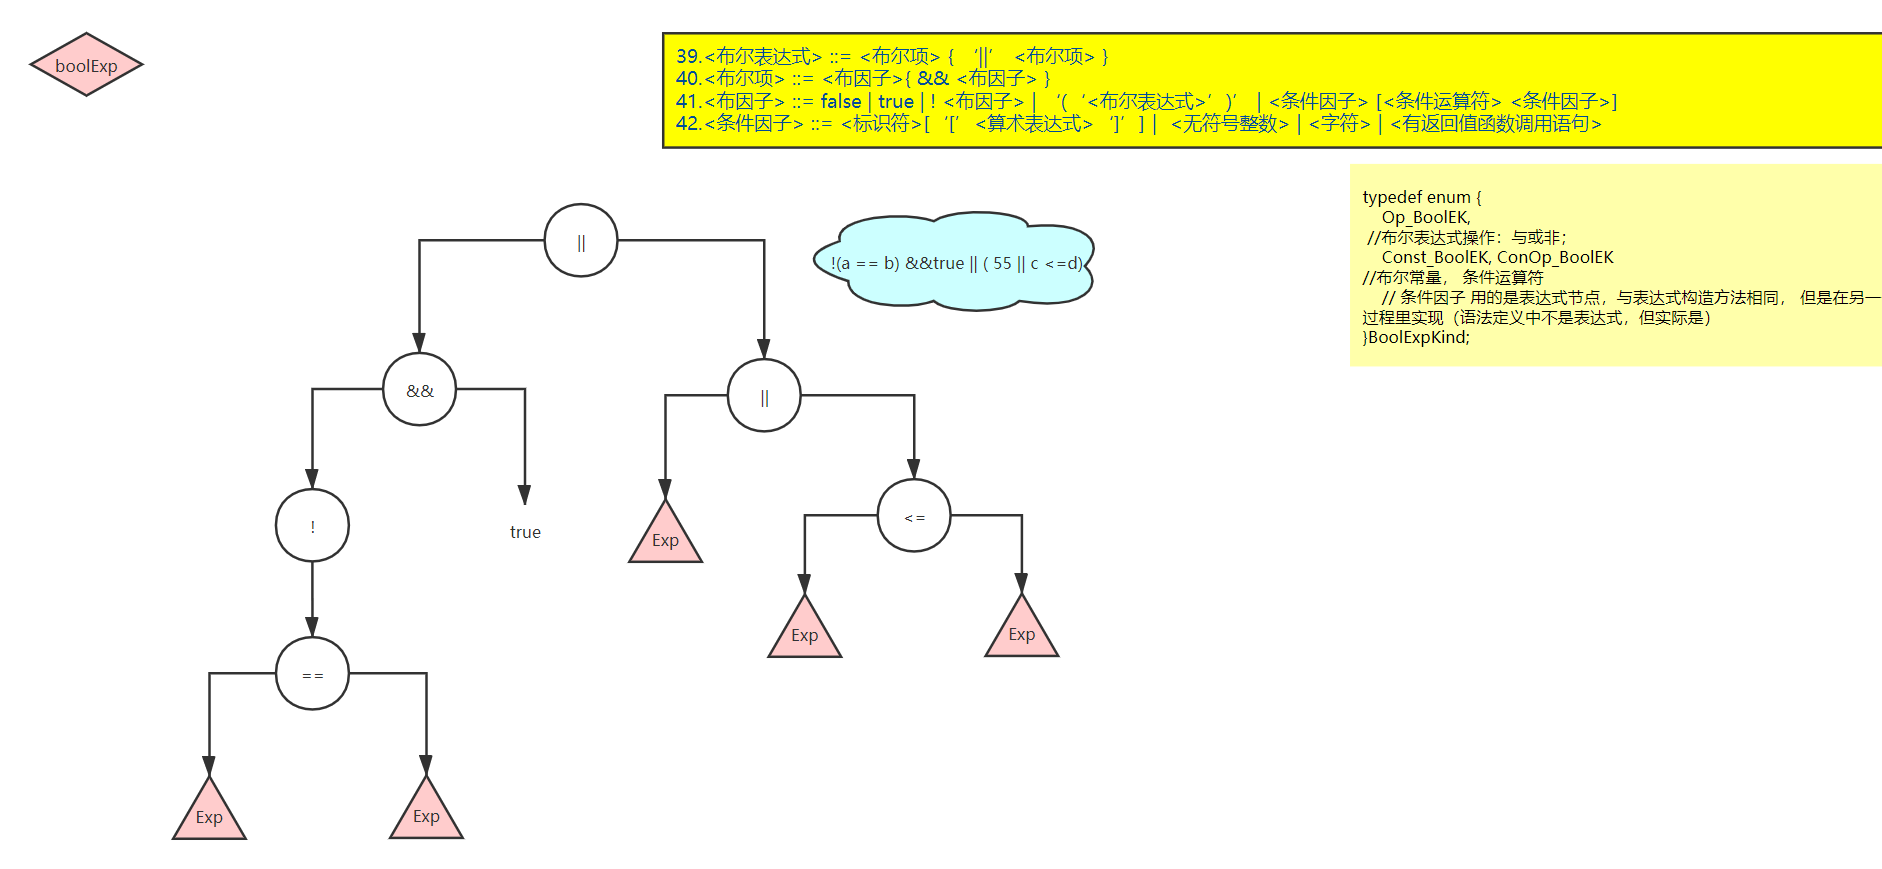 boolExp
39.<布尔表达式> ::= <布尔项> { ‘||’ <布尔项> }
40.<布尔项> ::= <布因子>{ && <布因子> }
41.<布因子> ::= false | true | ! <布因子> | ‘(‘<布尔表达式>’)’ | <条件因子> [<条件运算符> <条件因子>]
42.<条件因子> ::= <标识符>[‘[’<算术表达式>‘]’] | <无符号整数> | <字符> | <有返回值函数调用语句>
typedef enum {
Op_BoolEK,
//布尔表达式操作：与或非；
Const_BoolEK, ConOp_BoolEK
//布尔常量， 条件运算符
// 条件因子 用的是表达式节点，与表达式构造方法相同， 但是在另一
过程里实现（语法定义中不是表达式，但实际是）
}BoolExpKind;
||
!(a == b) &&true || ( 55 || c <=d)
&&
||
!
true
Exp
<=
Exp
Exp
==
Exp
Exp